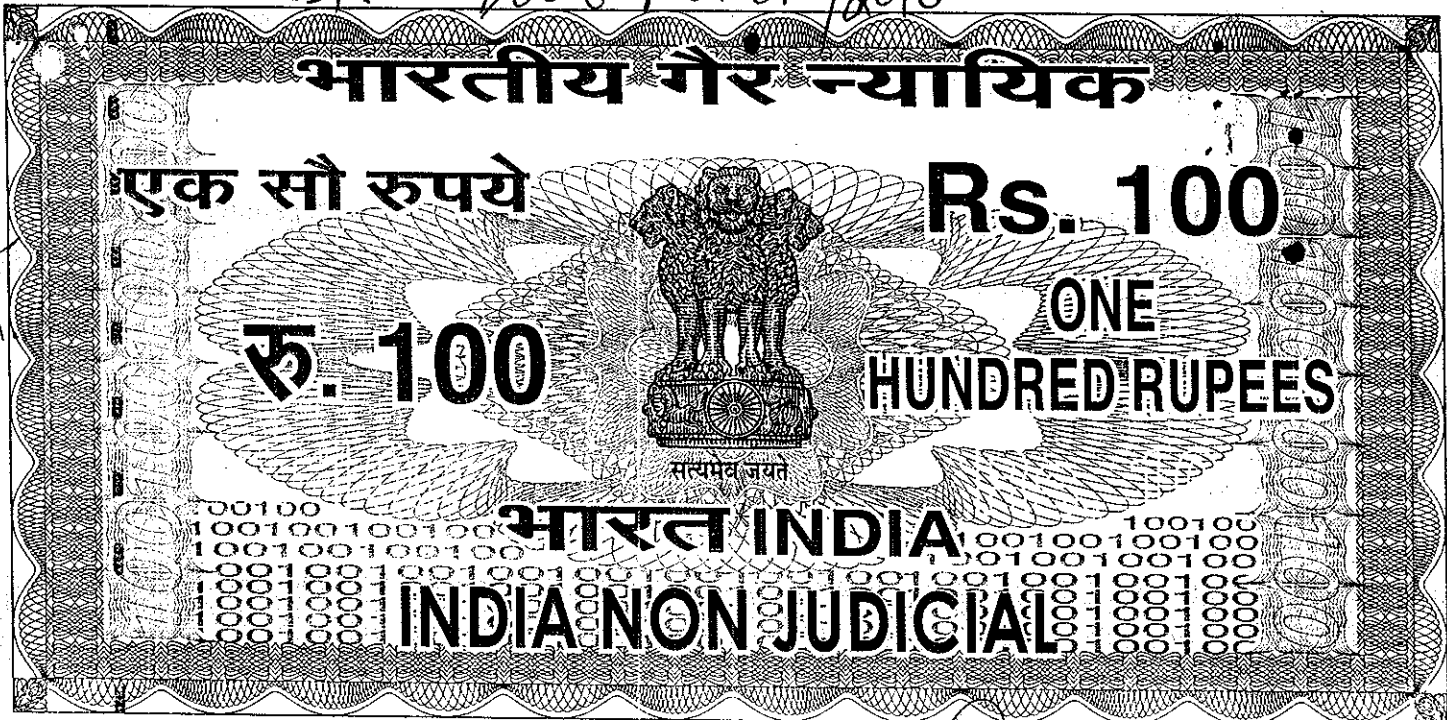 भारतीय गैर न्यायिक
एक सौ रुपये
Rs. 100
रु. 100
ONE
HUNDRED RUPEES
सत्यमेव जयते
भारत INDIA
INDIA NON JUDICIAL